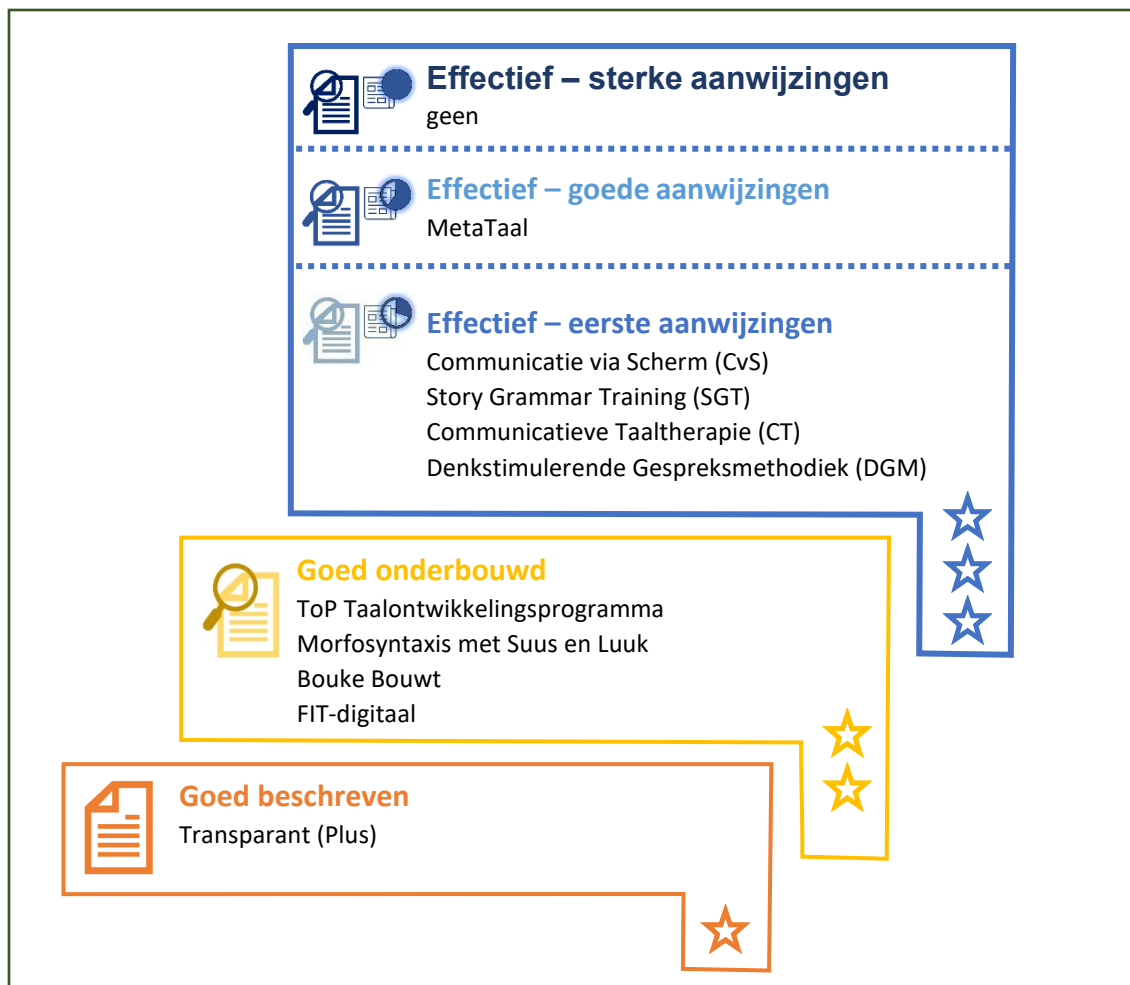 Effectief – sterke aanwijzingen
geen
Effectief – goede aanwijzingen
MetaTaal
Effectief – eerste aanwijzingen
Communicatie via Scherm (CvS)
Story Grammar Training (SGT)
Communicatieve Taaltherapie (CT)
Denkstimulerende Gespreksmethodiek (DGM)
Goed onderbouwd
ToP Taalontwikkelingsprogramma
Morfosyntaxis met Suus en Luuk
Bouke Bouwt
FIT-digitaal
Goed beschreven
Transparant (Plus)